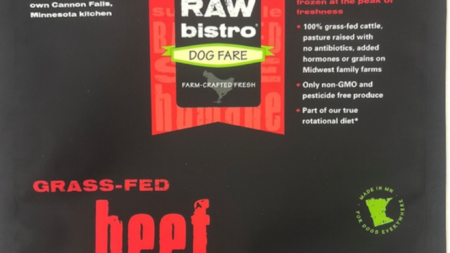 own Cannon Falls,
Minnesota kitchen
RAW
bistro®
DOG FARE
FARM-CRAFTED FRESH
humane
frozen at the peak of
freshness
• 100% grass-fed cattle,
pasture raised with
no antibiotics, added
hormones or grains on
Midwest family farms
• Only non-GMO and
pesticide free produce
• Part of our true
rotational diet*
GRASS-FED
beef
MADE IN MN
FOR DOGS EVERYWHERE